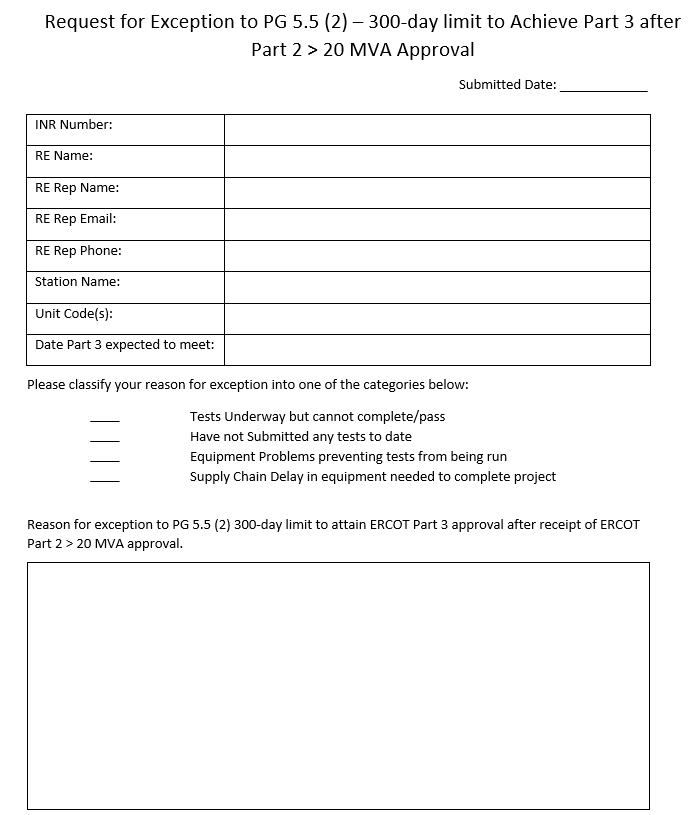 Request for Exception to PG 5.5 (2) – 300-day limit to Achieve Part 3 after
Part 2 > 20 MVA Approval
Submitted Date: ____________
INR Number:
RE Name:
RE Rep Name:
RE Rep Email:
RE Rep Phone:
Station Name:
Unit Code(s):
Date Part 3 expected to meet:
Please classify your reason for exception into one of the categories below:
____ Tests Underway but cannot complete/pass
____ Have not Submitted any tests to date
____ Equipment Problems preventing tests from being run
____ Supply Chain Delay in equipment needed to complete project
Reason for exception to PG 5.5 (2) 300-day limit to attain ERCOT Part 3 approval after receipt of ERCOT
Part 2 > 20 MVA approval.